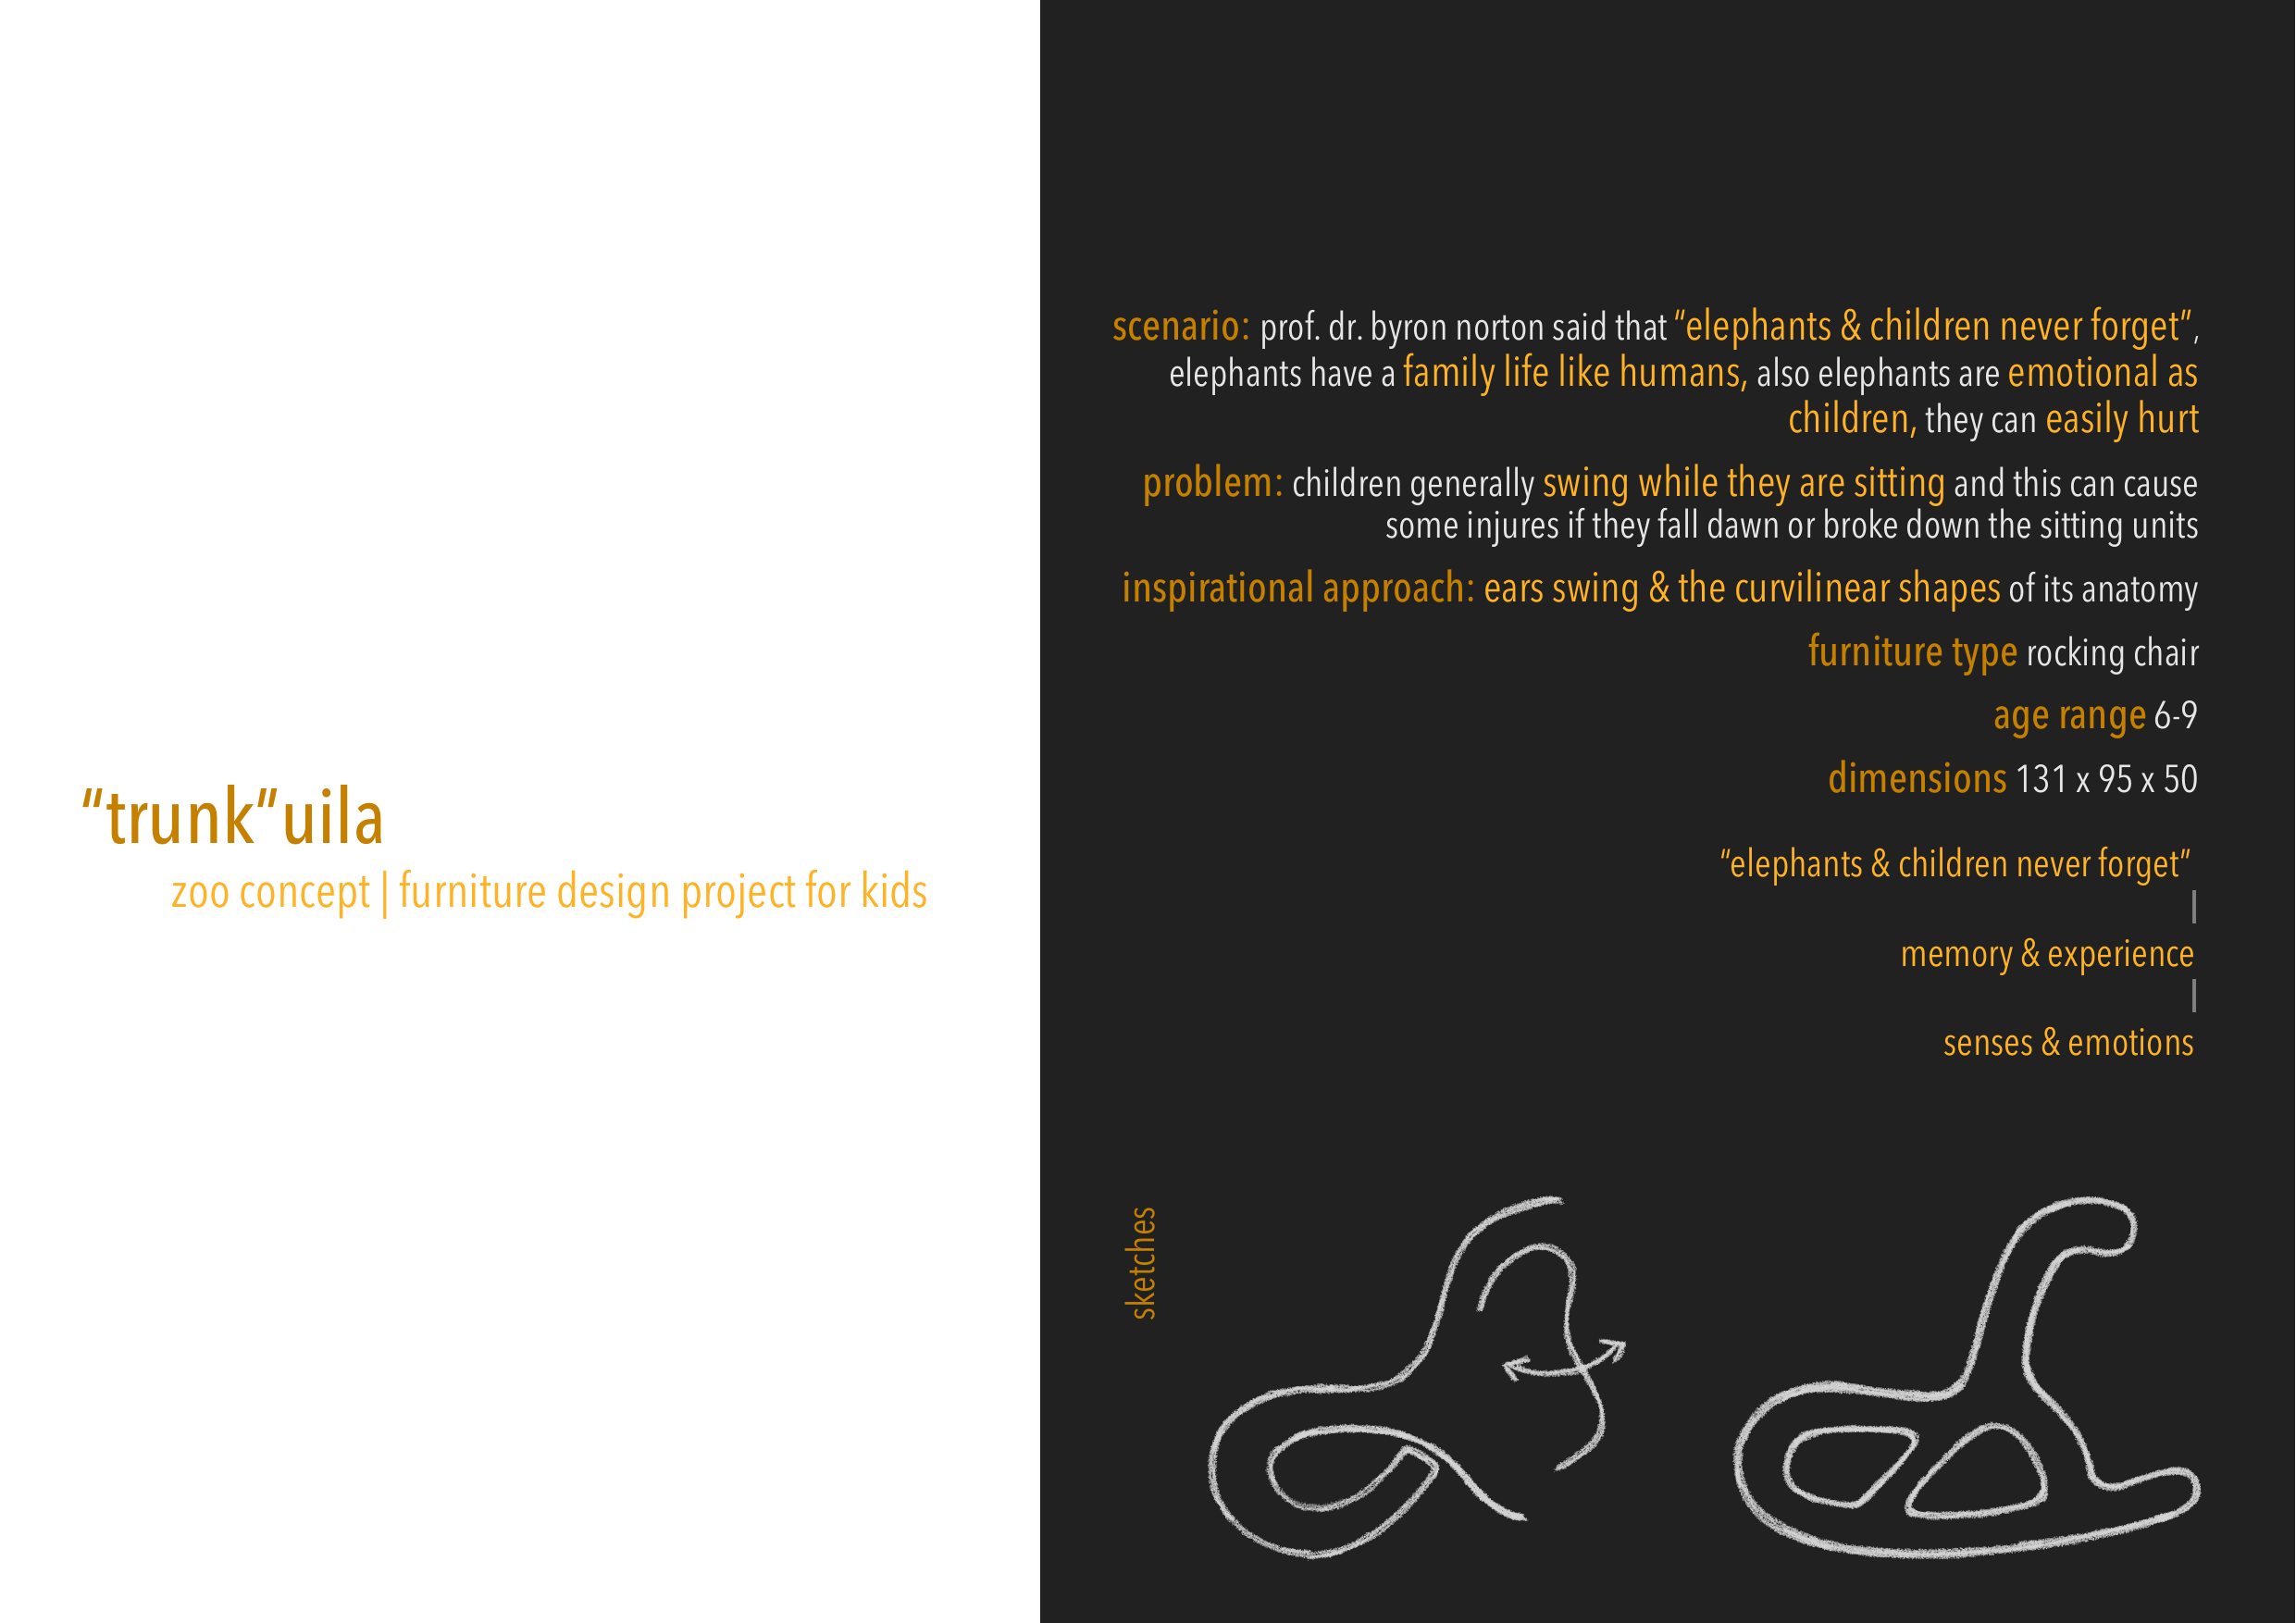 “trunk“uila
zoo concept | furniture design project for kids
scenario: prof. dr. byron norton said that “elephants & children never forget”,
elephants have a family life like humans, also elephants are emotional as
children, they can easily hurt
problem: children generally swing while they are sitting and this can cause
some injures if they fall dawn or broke down the sitting units
inspirational approach: ears swing & the curvilinear shapes of its anatomy
furniture type rocking chair
age range 6-9
dimensions 131 x 95 x 50
“elephants & children never forget”
|
memory & experience
|
senses & emotions
sketches